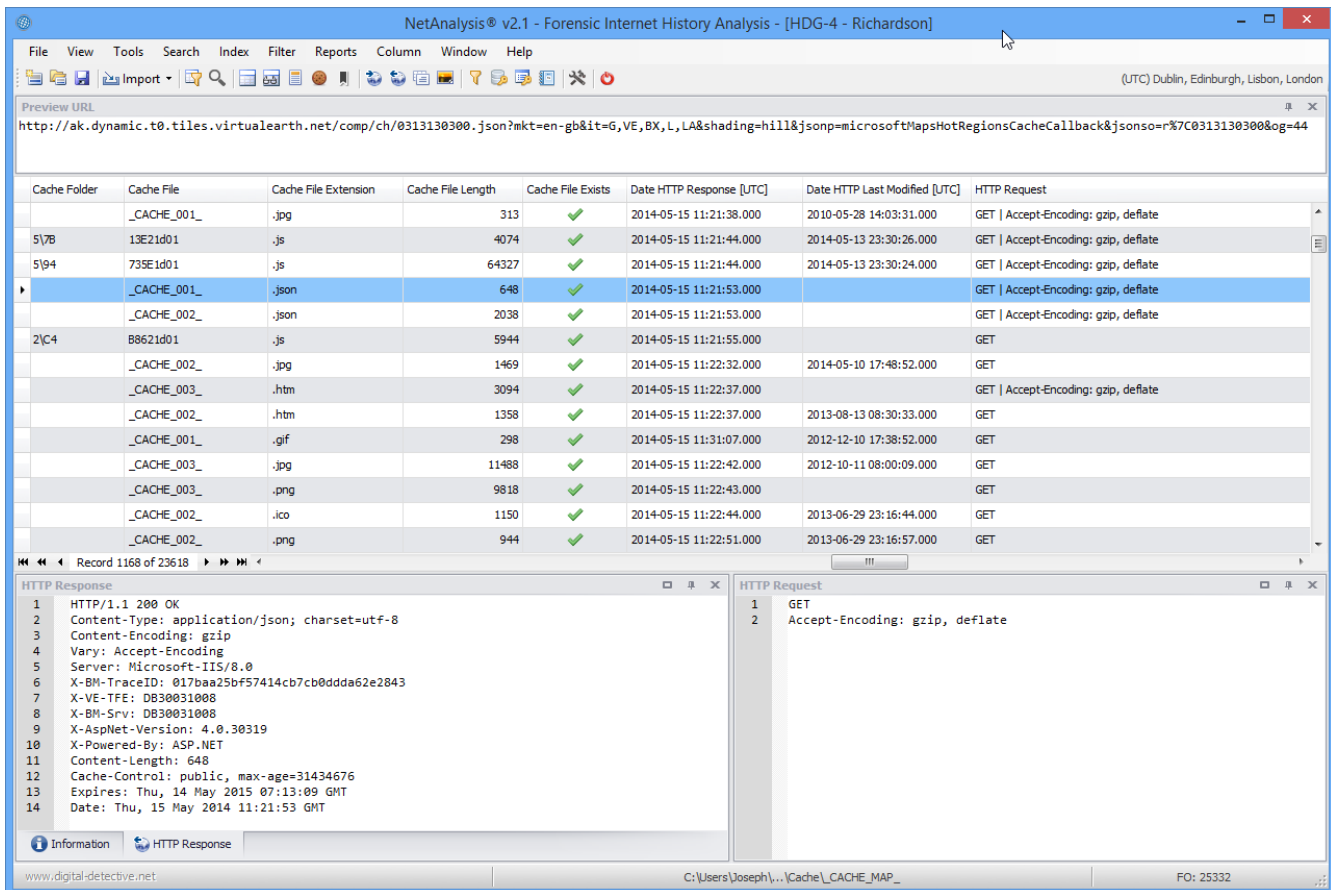 NetAnalysis® v2.1 - Forensic Internet History Analysis - [HDG-4 - Richardson]
File View Tools Search Index Filter Reports Column Window Help
Import (UTC) Dublin, Edinburgh, Lisbon, London
Preview URL
http://ak.dynamic.t0.tiles.virtualearth.net/comp/ch/0313130300.json?mkt=en-gb&it=G,VE,BX,L,LA&shading=hill&jsonp=microsoftMapsHotRegionsCacheCallback&jsonso=r%7C0313130300&og=44
Cache Folder Cache File Cache File Extension Cache File Length Cache File Exists Date HTTP Response [UTC] Date HTTP Last Modified [UTC] HTTP Request
_CACHE_001_ .jpg 313 2014-05-15 11:21:38.000 2010-05-28 14:03:31.000 GET | Accept-Encoding: gzip, deflate
5\7B 13E21d01 .js 4074 2014-05-15 11:21:44.000 2014-05-13 23:30:26.000 GET | Accept-Encoding: gzip, deflate
5\94 735E1d01 .js 64327 2014-05-15 11:21:44.000 2014-05-13 23:30:24.000 GET | Accept-Encoding: gzip, deflate
_CACHE_001_ .json 648 2014-05-15 11:21:53.000 GET | Accept-Encoding: gzip, deflate
_CACHE_002_ .json 2038 2014-05-15 11:21:53.000 GET | Accept-Encoding: gzip, deflate
2\C4 B8621d01 .js 5944 2014-05-15 11:21:55.000 GET
_CACHE_002_ .jpg 1469 2014-05-15 11:22:32.000 2014-05-10 17:48:52.000 GET
_CACHE_003_ .htm 3094 2014-05-15 11:22:37.000 GET | Accept-Encoding: gzip, deflate
_CACHE_002_ .htm 1358 2014-05-15 11:22:37.000 2013-08-13 08:30:33.000 GET
_CACHE_001_ .gif 298 2014-05-15 11:31:07.000 2012-12-10 17:38:52.000 GET
_CACHE_003_ .jpg 11488 2014-05-15 11:22:42.000 2012-10-11 08:00:09.000 GET
_CACHE_003_ .png 9818 2014-05-15 11:22:43.000 GET
_CACHE_002_ .ico 1150 2014-05-15 11:22:44.000 2013-06-29 23:16:44.000 GET
_CACHE_002_ .png 944 2014-05-15 11:22:51.000 2013-06-29 23:16:57.000 GET
Record 1168 of 23618
HTTP Response
1 HTTP/1.1 200 OK
2 Content-Type: application/json; charset=utf-8
3 Content-Encoding: gzip
4 Vary: Accept-Encoding
5 Server: Microsoft-IIS/8.0
6 X-BM-TraceID: 017baa25bf57414cb7cb0ddda62e2843
7 X-VE-TFE: DB30031008
8 X-BM-Srv: DB30031008
9 X-AspNet-Version: 4.0.30319
10 X-Powered-By: ASP.NET
11 Content-Length: 648
12 Cache-Control: public, max-age=31434676
13 Expires: Thu, 14 May 2015 07:13:09 GMT
14 Date: Thu, 15 May 2014 11:21:53 GMT
Information HTTP Response
HTTP Request
1 GET
2 Accept-Encoding: gzip, deflate
www.digital-detective.net C:\Users\Joseph\...\Cache\_CACHE_MAP_ FO: 25332